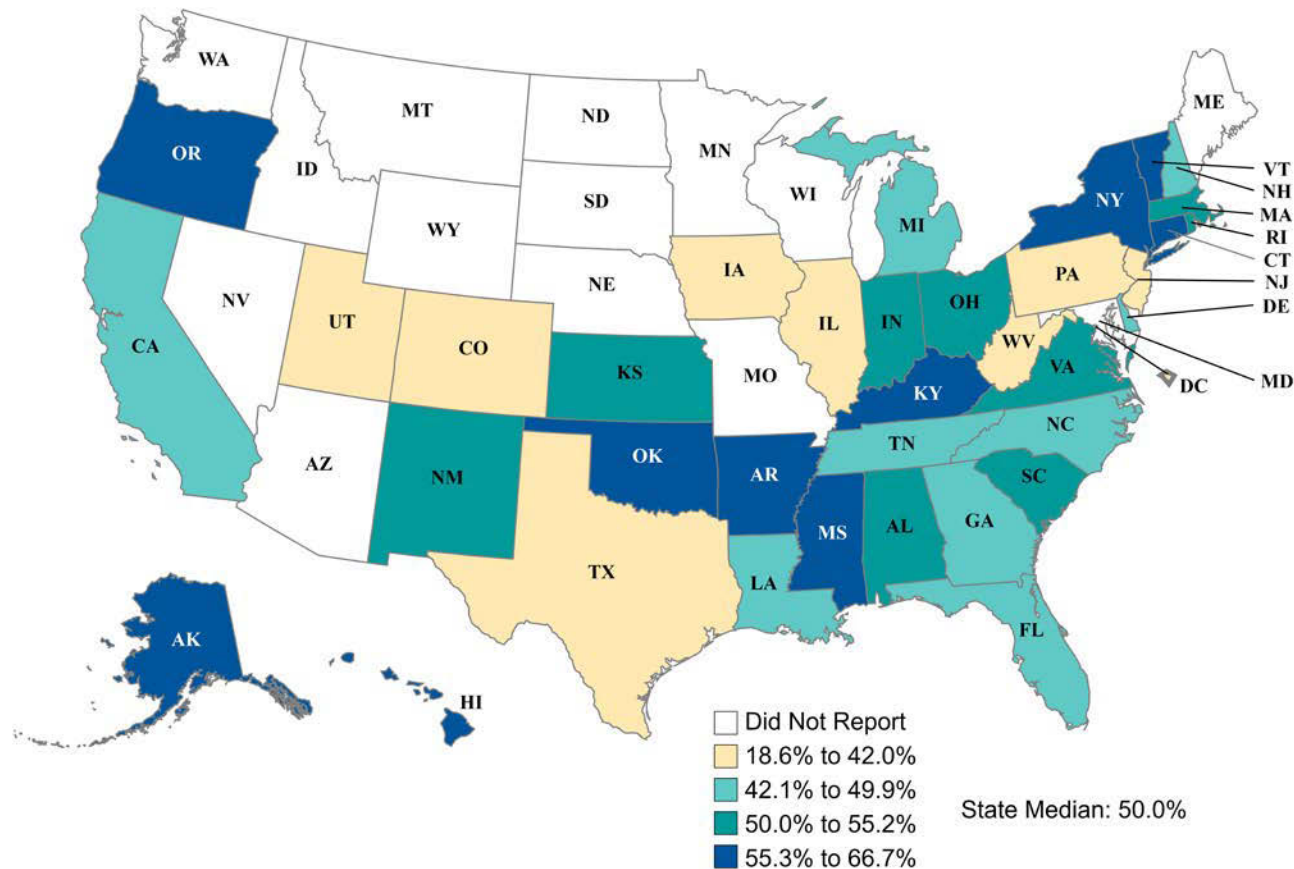 WA
MT
ND
MN
ME
OR
ID
SD
WI
MI
NY
VT
NH
MA
RI
CT
NJ
DE
MD
DC
WY
NE
IA
PA
NV
UT
CO
IL
IN
OH
WV
VA
CA
KS
MO
KY
NC
TN
AZ
NM
OK
AR
SC
MS
AL
GA
TX
LA
FL
AK
HI
Did Not Report
18.6% to 42.0%
42.1% to 49.9%
50.0% to 55.2%
55.3% to 66.7%
State Median: 50.0%